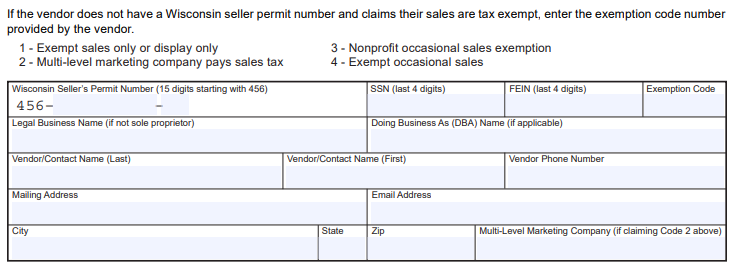 If the vendor does not have a Wisconsin seller permit number and claims their sales are tax exempt, enter the exemption code number
provided by the vendor.
1 - Exempt sales only or display only 3 - Nonprofit occasional sales exemption
2 - Multi-level marketing company pays sales tax 4 - Exempt occasional sales
Wisconsin Seller's Permit Number (15 digits starting with 456) SSN (last 4 digits) FEIN (last 4 digits) Exemption Code
456- -
Legal Business Name (if not sole proprietor) Doing Business As (DBA) Name (if applicable)
Vendor/Contact Name (Last) Vendor/Contact Name (First) Vendor Phone Number
Mailing Address Email Address
City State Zip Multi-Level Marketing Company (if claiming Code 2 above)